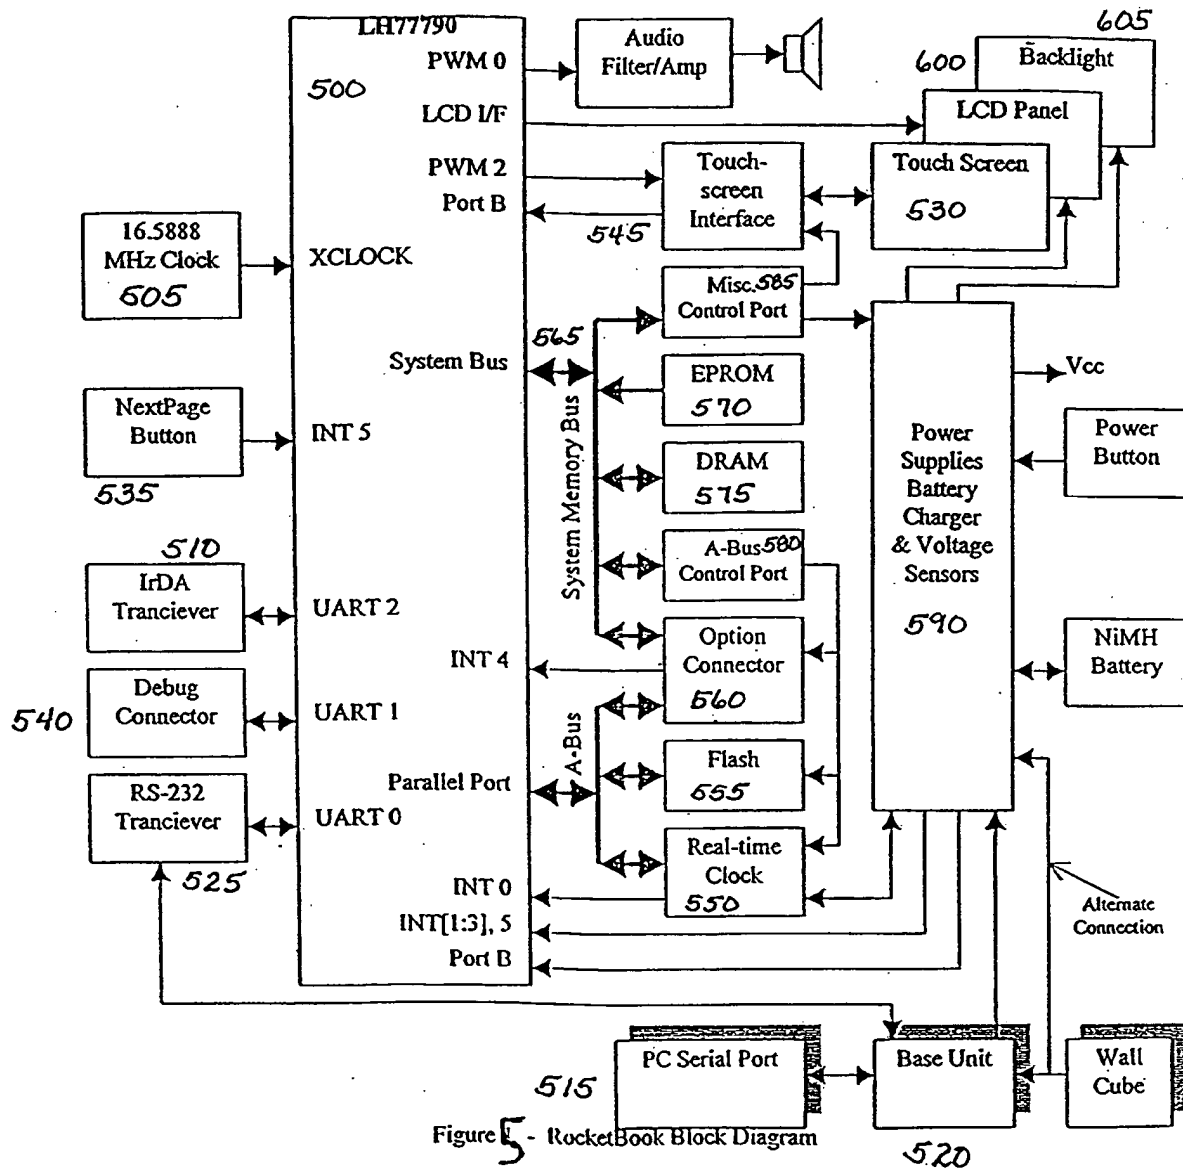 LH77790
500
PWM 0
LCD I/F
PWM 2
Port B
XCLOCK
System Bus
INT 5
UART 2
INT 4
UART 1
Parallel Port
UART 0
INT 0
INT[1:3], 5
Port B
Audio
Filter/Amp
605
Backlight
600
LCD Panel
Touch Screen
530
Touch-
screen
Interface
545
16.5888
MHz Clock
505
Misc. 585
Control Port
565
EPROM
570
System Memory Bus
DRAM
575
A-Bus 580
Control Port
Option
Connector
560
A-Bus
Flash
555
Real-time
Clock
550
NextPage
Button
535
510
IrDA
Tranciever
Debug
Connector
540
RS-232
Tranciever
525
Power
Supplies
Battery
Charger
& Voltage
Sensors
590
Vcc
Power
Button
NiMH
Battery
Alternate
Connection
PC Serial Port
515
Base Unit
520
Wall
Cube
Figure 5 - RocketBook Block Diagram